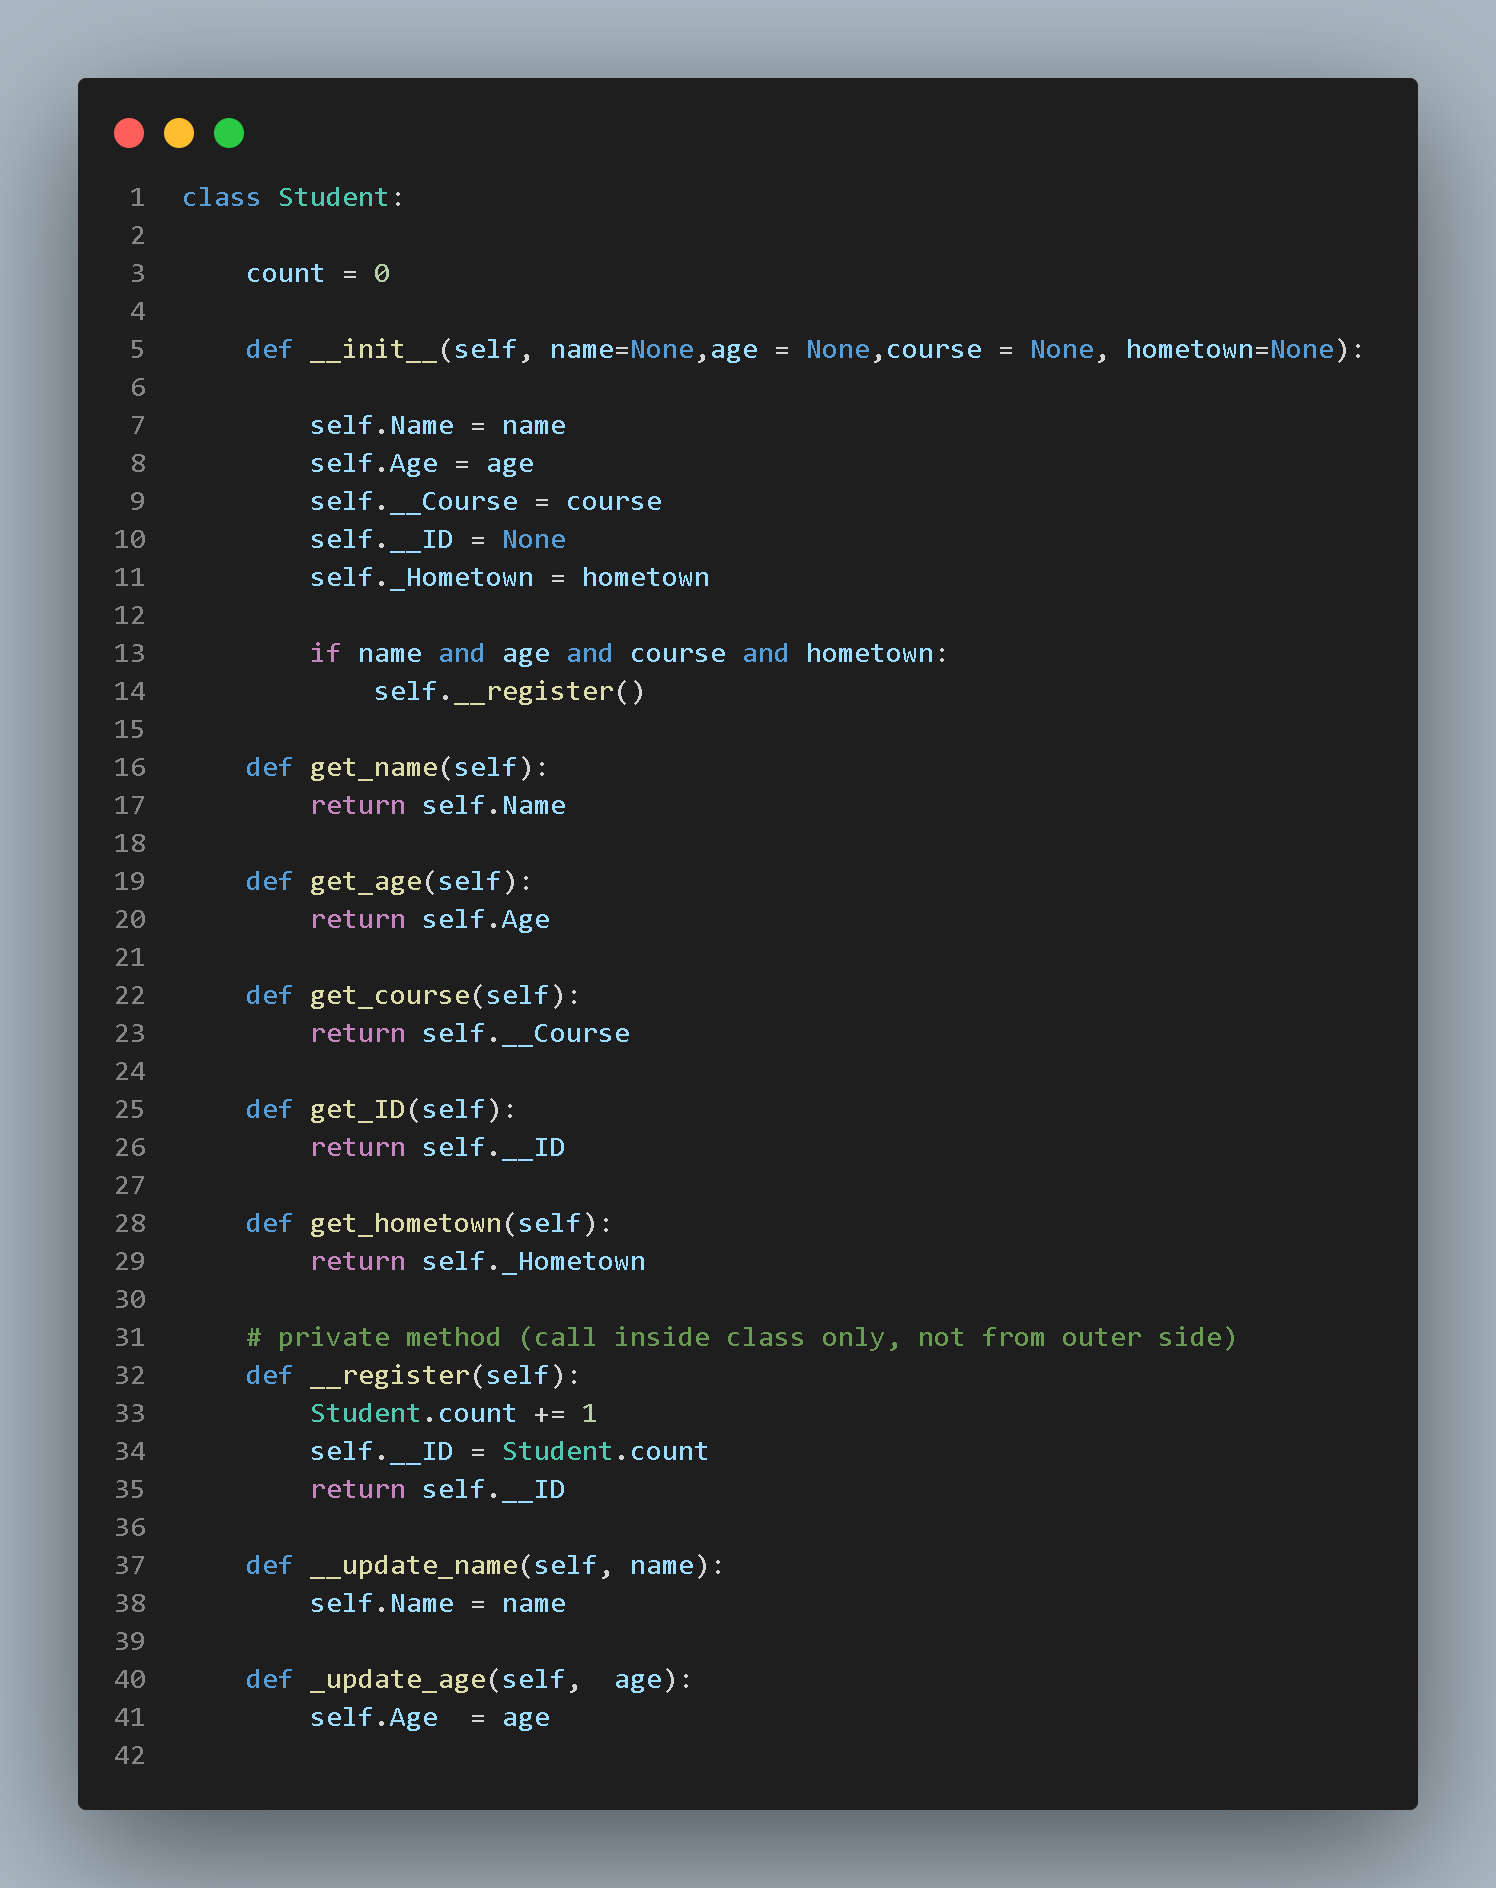 1 class Student:
2
3     count = 0
4
5     def __init__(self, name=None,age = None,course = None, hometown=None):
6
7         self.Name = name
8         self.Age = age
9         self.__Course = course
10         self.__ID = None
11         self._Hometown = hometown
12
13         if name and age and course and hometown:
14             self.__register()
15
16     def get_name(self):
17         return self.Name
18
19     def get_age(self):
20         return self.Age
21
22     def get_course(self):
23         return self.__Course
24
25     def get_ID(self):
26         return self.__ID
27
28     def get_hometown(self):
29         return self._Hometown
30
31     # private method (call inside class only, not from outer side)
32     def __register(self):
33         Student.count += 1
34         self.__ID = Student.count
35         return self.__ID
36
37     def __update_name(self, name):
38         self.Name = name
39
40     def _update_age(self,  age):
41         self.Age  = age
42